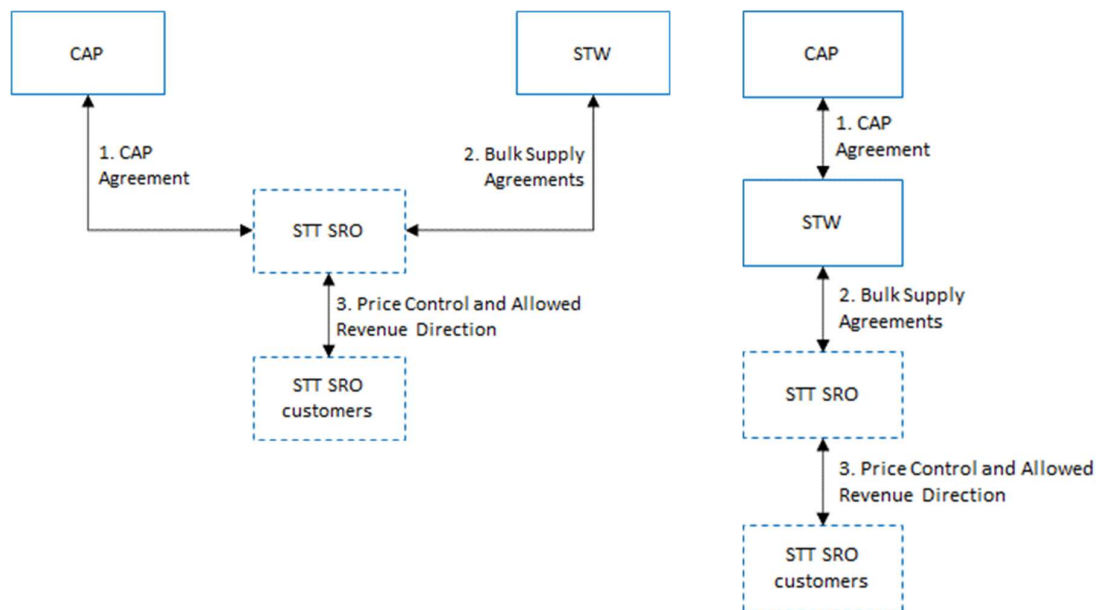 CAP
STW
1. CAP
Agreement
2. Bulk Supply
Agreements
STT SRO
3. Price Control and Allowed
Revenue Direction
STT SRO
customers
CAP
1. CAP
Agreement
STW
2. Bulk Supply
Agreements
STT SRO
3. Price Control and Allowed
Revenue Direction
STT SRO
customers